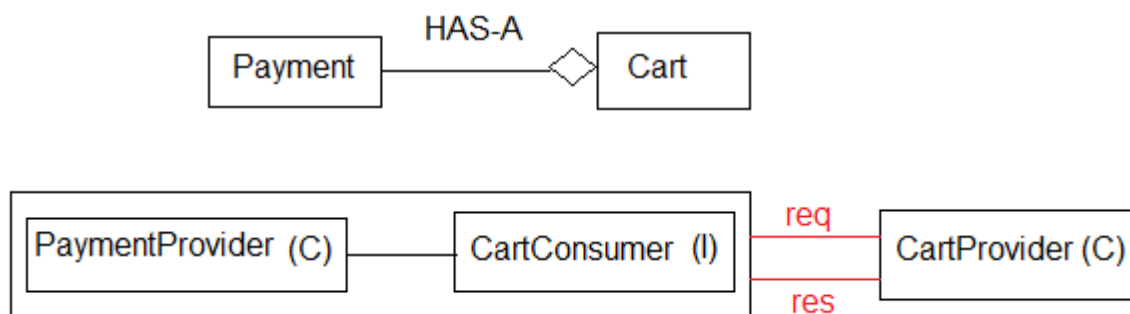 HAS-A
Payment
Cart
PaymentProvider (C)
CartConsumer (I)
req
CartProvider (C)
res